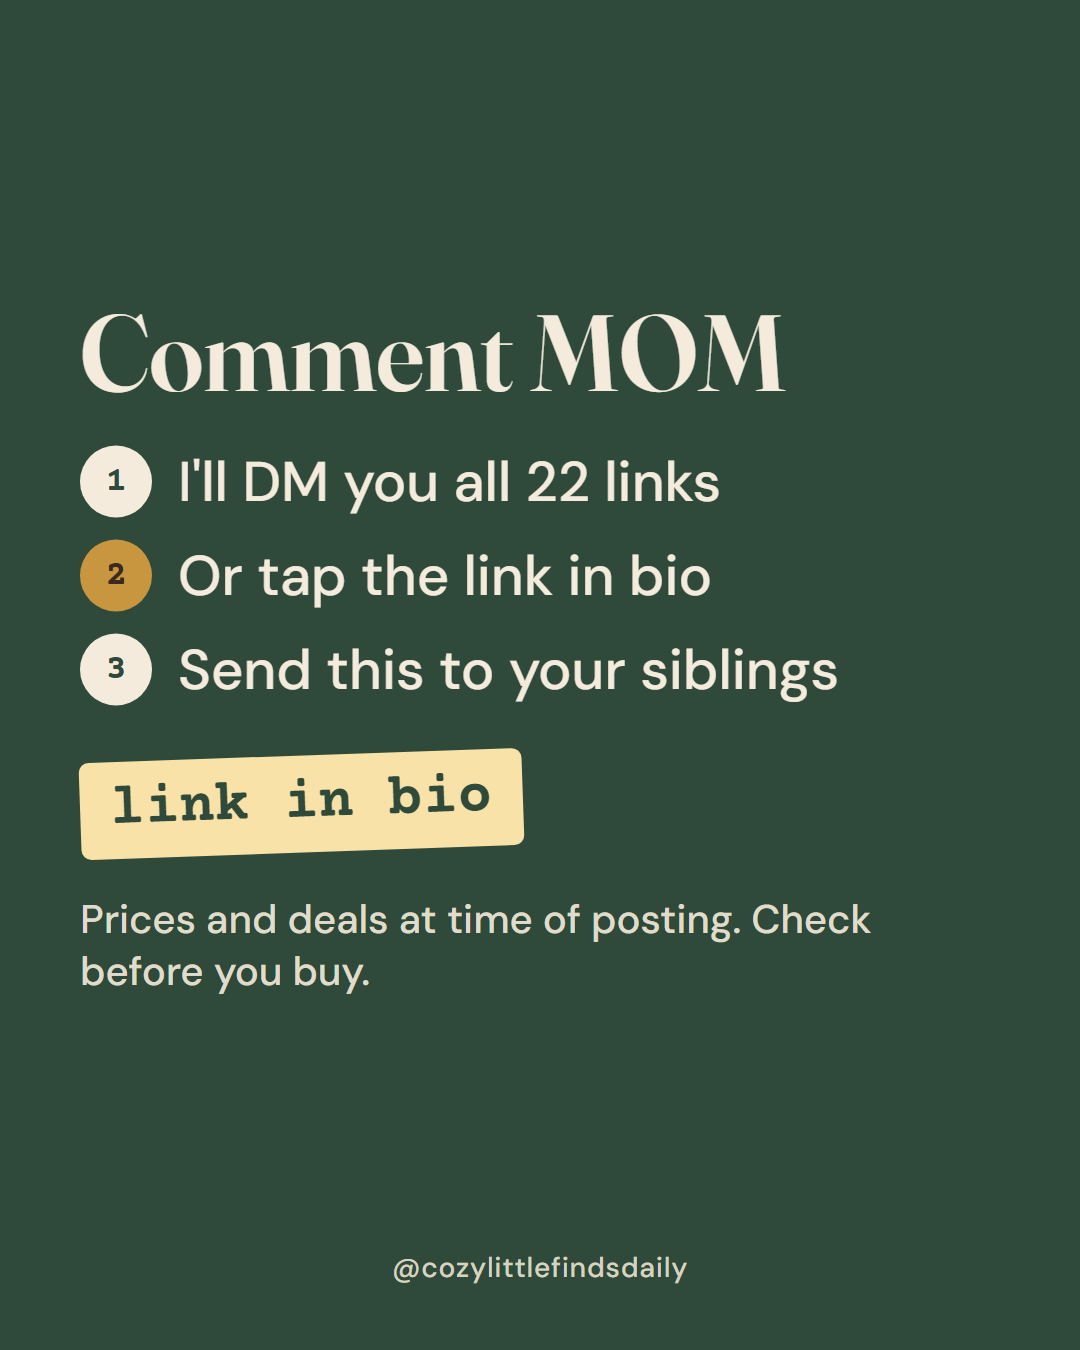 Comment MOM
1 I'll DM you all 22 links
2 Or tap the link in bio
3 Send this to your siblings
link in bio
Prices and deals at time of posting. Check
before you buy.
@cozylittlefindsdaily